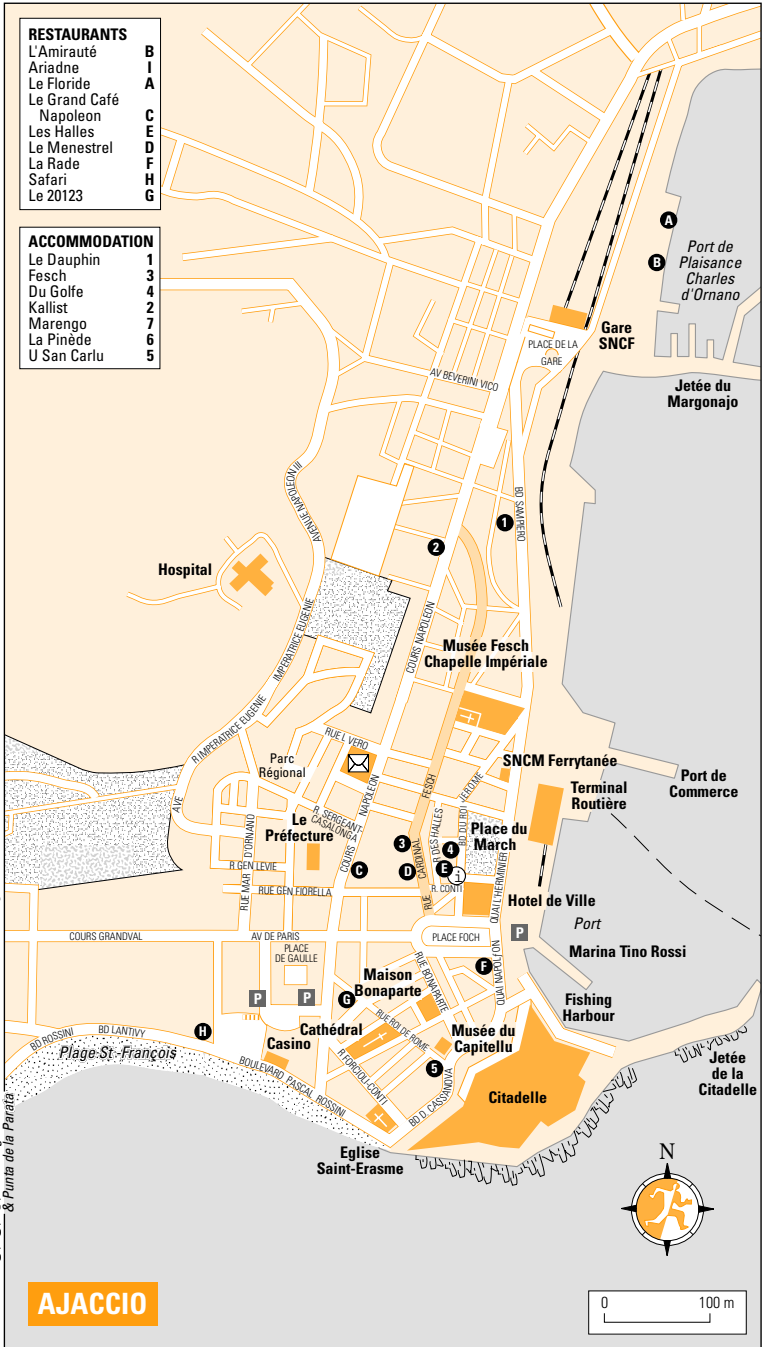 RESTAURANTS
L'Amirauté B
Ariadne I
Le Floride A
Le Grand Café
Napoleon C
Les Halles E
Le Menestrel D
La Rade F
Safari H
Le 20123 G
ACCOMMODATION
Le Dauphin 1
Fesch 3
Du Golfe 4
Kallist 2
Marengo 7
La Pinède 6
U San Carlu 5
A
B
Port de
Plaisance
Charles
d'Ornano
Gare
SNCF
PLACE DE LA
GARE
Jetée du
Margonajo
AV BEVERINI VICO
AVENUE NAPOLEON III
BD SAMPIERO
1
2
Hospital
IMPERATRICE EUGENIE
COURS NAPOLEON
Musée Fesch
Chapelle Impériale
R IMPERATRICE EUGENIE
AVE
RUE L VERO
Parc
Régional
SNCM Ferrytanée
Port de
Commerce
Terminal
Routière
FESCH
NAPOLEON
BD DU ROI JEROME
R. SERGEANT-
CASALONGA
Le
Préfecture
R DES HALLES
Place du
March
3
4
COURS
C
D
E
i
CARDINAL
RUE
R. CONTI
R GEN LEVIE
RUE MAR D'ORNANO
RUE GEN FIORELLA
QUAI L'HERMINIER
Hotel de Ville
Port
P
COURS GRANDVAL
AV DE PARIS
PLACE FOCH
Marina Tino Rossi
PLACE
DE GAULLE
F
QUAI NAPOLEON
RUE BONAPARTE
Maison
Bonaparte
P
P
G
Fishing
Harbour
H
Cathédral
RUE ROI DE ROME
Musée du
Capitellu
Casino
BD ROSSINI
BD LANTIVY
Plage St-François
BOULEVARD PASCAL ROSSINI
R FORCIOLI-CONTI
5
BD D. CASSANOVA
Citadelle
Jetée
de la
Citadelle
Eglise
Saint-Erasme
& Punta de la Parata
N
AJACCIO
0 100 m